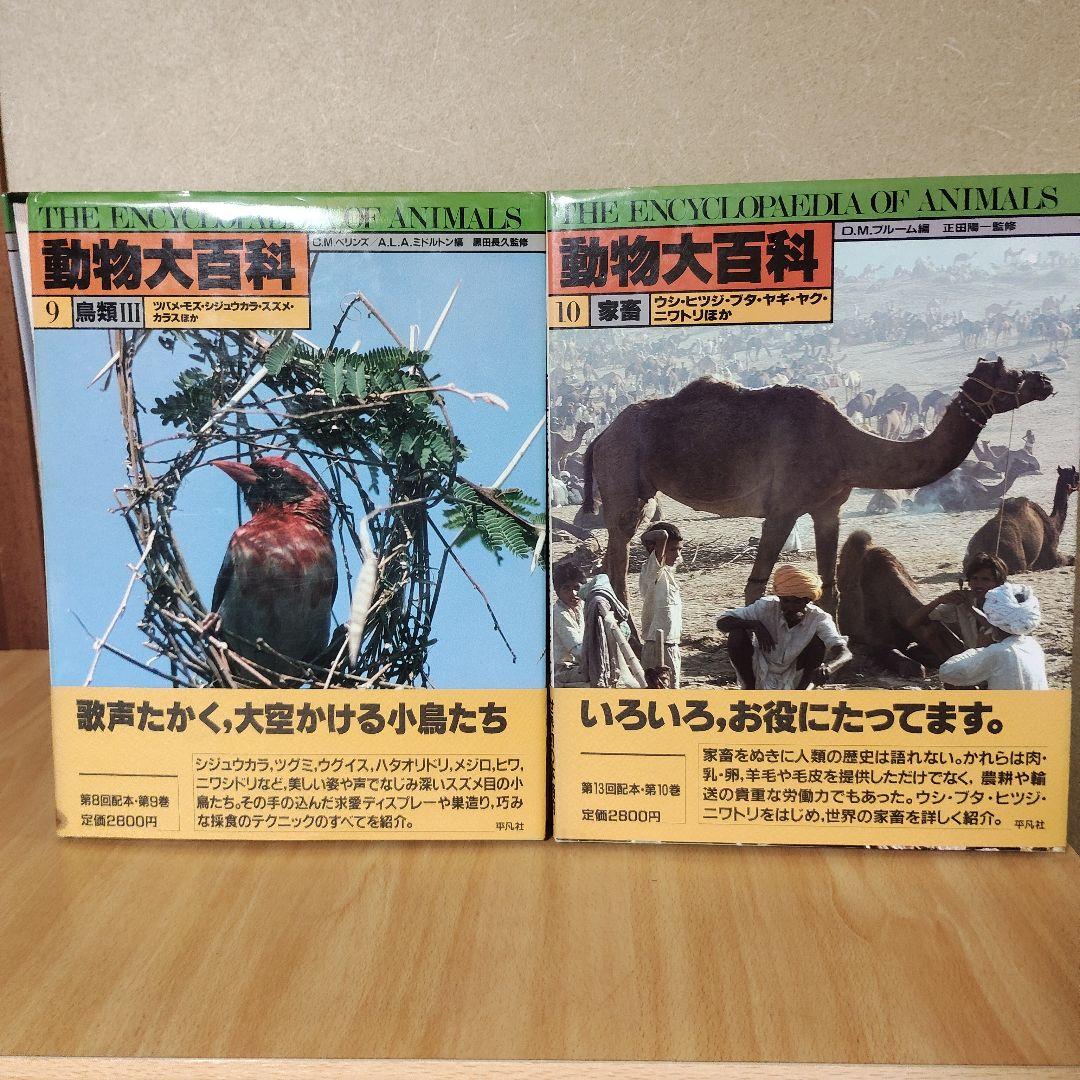 THE ENCYCLOPAEDIA OF ANIMALS
C.M ペリンズ/A.L.A.ミドルトン編 黒田長久監修
動物大百科
9 鳥類III ツバメ・モズ・シジュウカラ・スズメ・
カラスほか
歌声たかく,大空かける小鳥たち
シジュウカラ,ツグミ,ウグイス,ハタオリドリ,メジロ,ヒワ,
ニワシドリなど,美しい姿や声でなじみ深いスズメ目の小
鳥たち。その手の込んだ求愛ディスプレーや巣造り,巧み
な採食のテクニックのすべてを紹介。
第8回配本・第9巻
定価2800円
平凡社
THE ENCYCLOPAEDIA OF ANIMALS
D.M.ブルーム編 正田陽一監修
動物大百科
10 家畜 ウシ・ヒツジ・ブタ・ヤギ・ヤク・
ニワトリほか
いろいろ,お役にたってます。
家畜をぬきに人類の歴史は語れない。かれらは肉・
乳・卵,羊毛や毛皮を提供しただけでなく,農耕や輸
送の貴重な労働力でもあった。ウシ・ブタ・ヒツジ・
ニワトリをはじめ,世界の家畜を詳しく紹介。
第13回配本・第10巻
定価2800円
平凡社